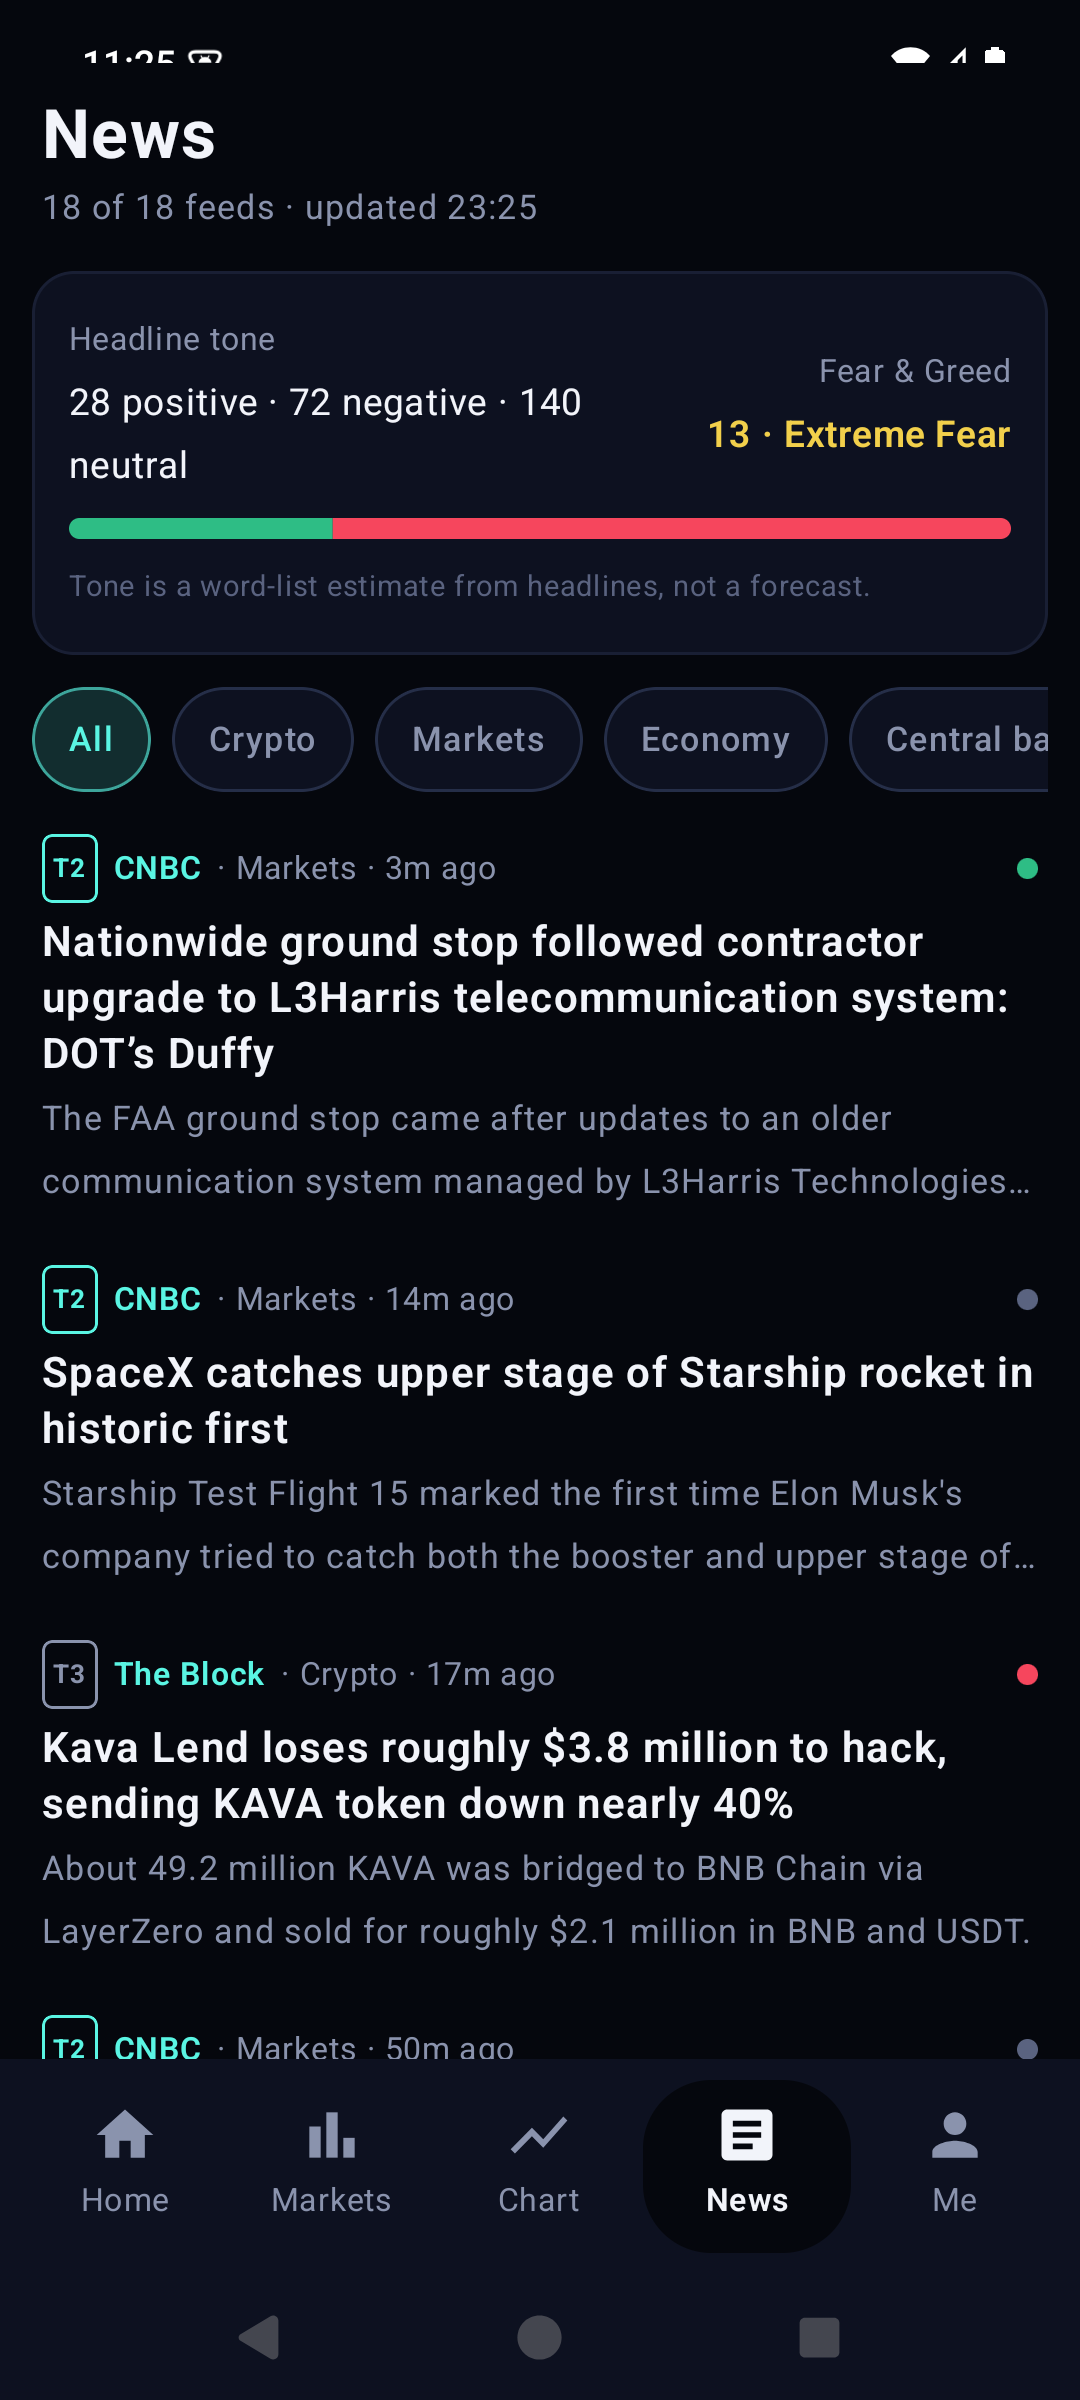 11:25
News
18 of 18 feeds · updated 23:25
Headline tone
28 positive · 72 negative · 140
neutral
Fear & Greed
13 · Extreme Fear
Tone is a word-list estimate from headlines, not a forecast.
All Crypto Markets Economy Central ba
T2 CNBC · Markets · 3m ago
Nationwide ground stop followed contractor
upgrade to L3Harris telecommunication system:
DOT’s Duffy
The FAA ground stop came after updates to an older
communication system managed by L3Harris Technologies…
T2 CNBC · Markets · 14m ago
SpaceX catches upper stage of Starship rocket in
historic first
Starship Test Flight 15 marked the first time Elon Musk's
company tried to catch both the booster and upper stage of…
T3 The Block · Crypto · 17m ago
Kava Lend loses roughly $3.8 million to hack,
sending KAVA token down nearly 40%
About 49.2 million KAVA was bridged to BNB Chain via
LayerZero and sold for roughly $2.1 million in BNB and USDT.
T2 CNBC · Markets · 50m ago
Home Markets Chart News Me